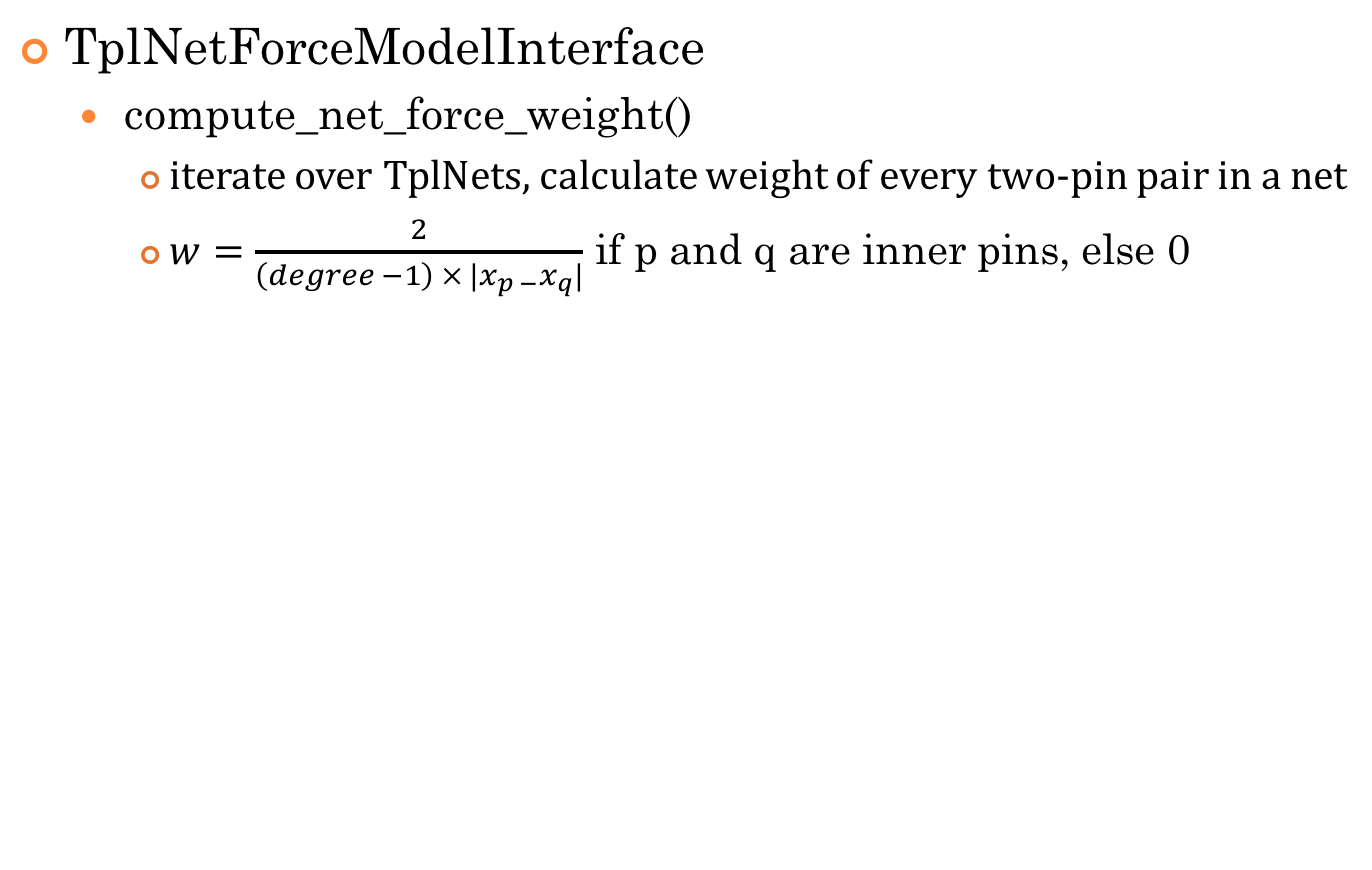 TplNetForceModelInterface
compute_net_force_weight()
iterate over TplNets, calculate weight of every two-pin pair in a net
w = 2 / ((degree −1) × |x_p − x_q|) if p and q are inner pins, else 0